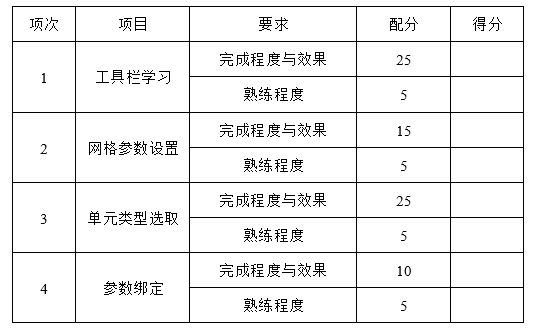 项次 项目 要求 配分 得分
1 工具栏学习 完成程度与效果 25
熟练程度 5
2 网格参数设置 完成程度与效果 15
熟练程度 5
3 单元类型选取 完成程度与效果 25
熟练程度 5
4 参数绑定 完成程度与效果 10
熟练程度 5